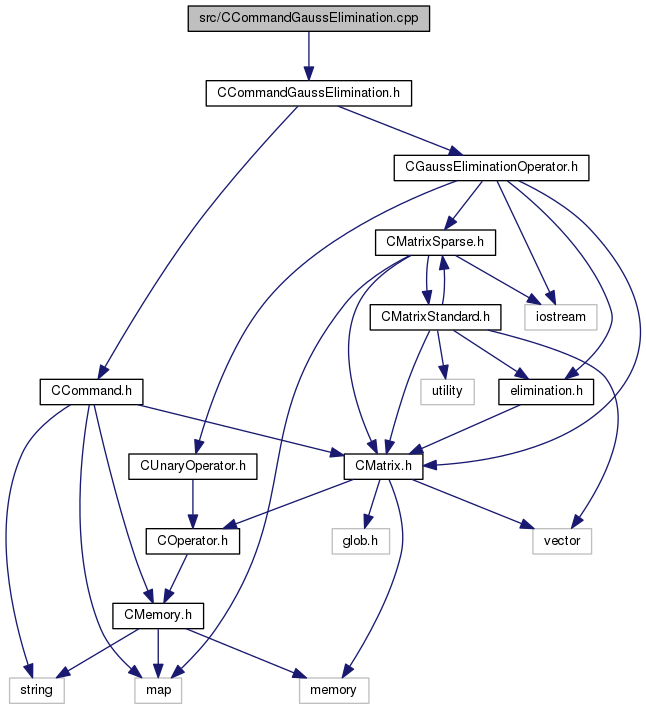 src/CCommandGaussElimination.cpp
CCommandGaussElimination.h
CGaussEliminationOperator.h
CMatrixSparse.h
CMatrixStandard.h
iostream
CCommand.h
utility
elimination.h
CUnaryOperator.h
CMatrix.h
COperator.h
glob.h
vector
CMemory.h
string
map
memory